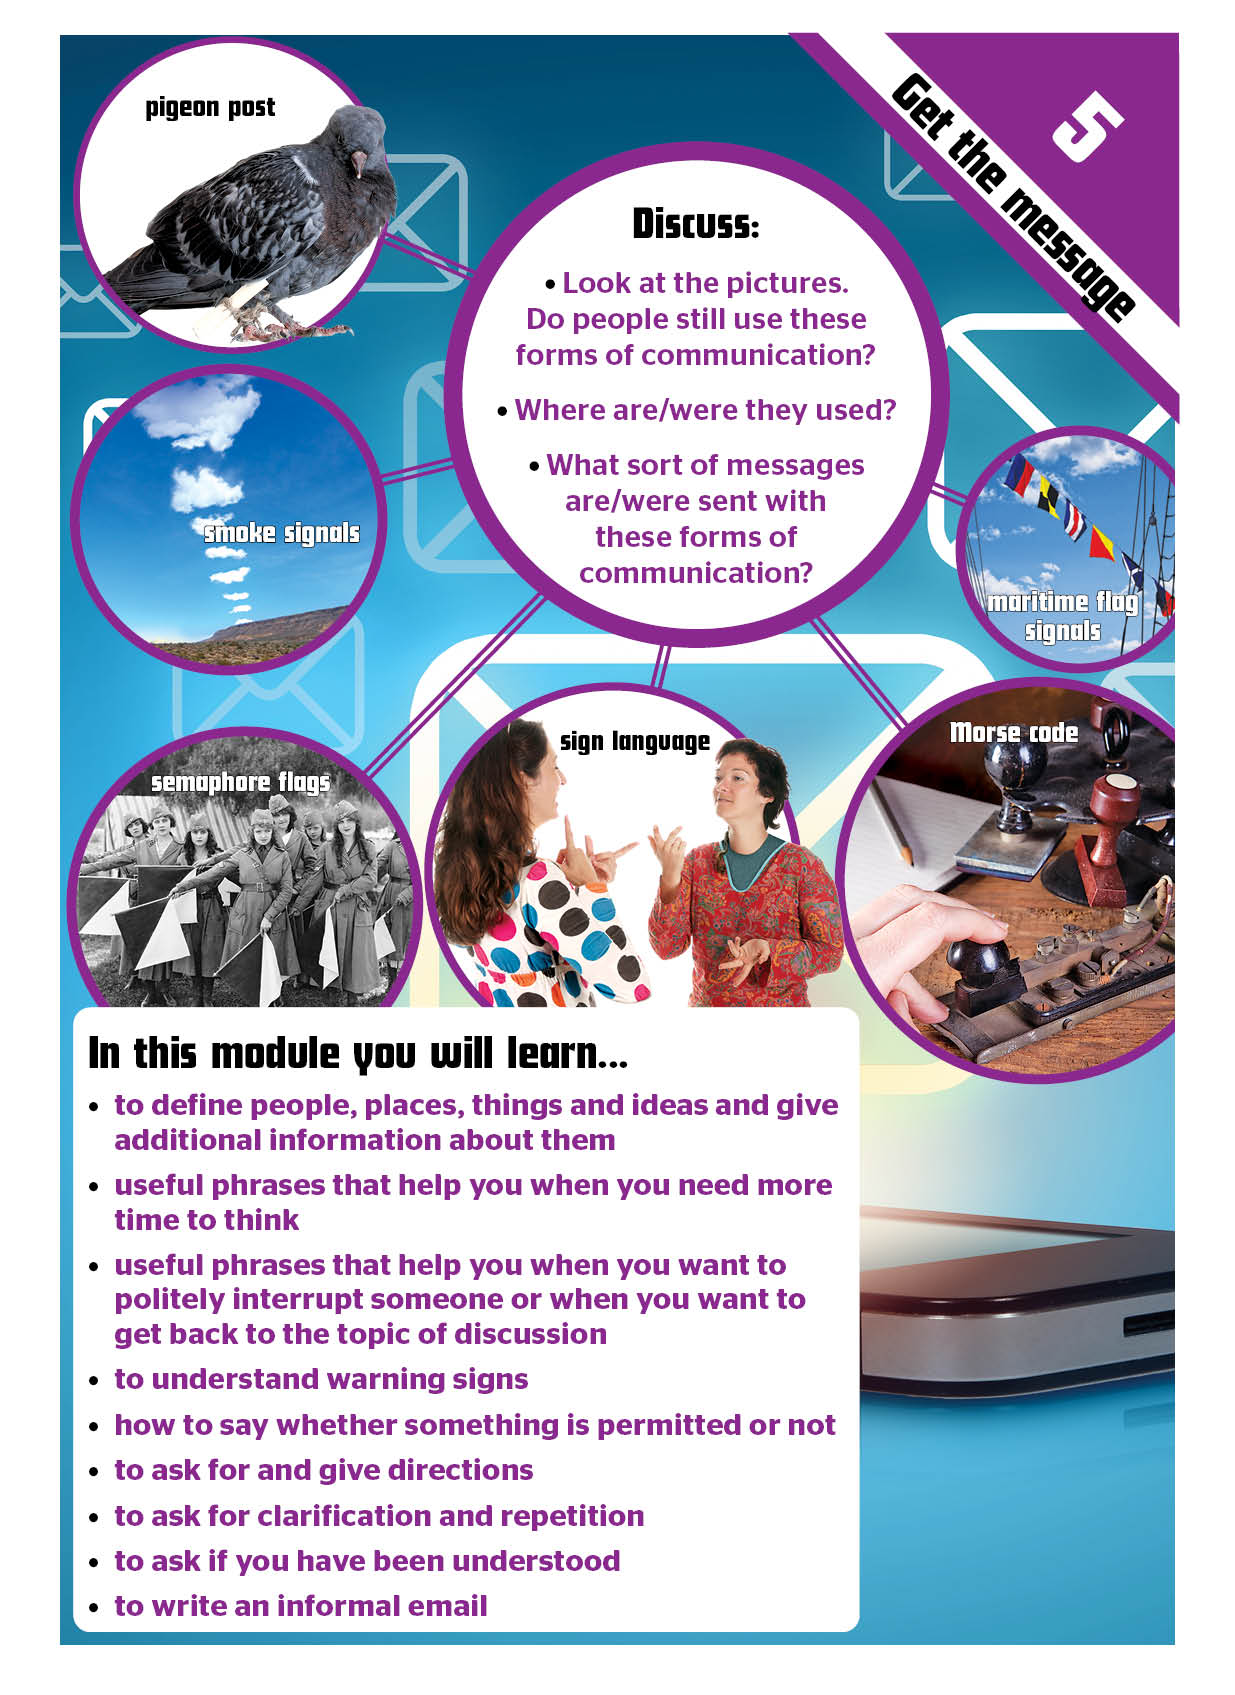 5
Get the message
pigeon post
Discuss:
• Look at the pictures.
Do people still use these
forms of communication?
• Where are/were they used?
• What sort of messages
are/were sent with
these forms of
communication?
smoke signals
maritime flag
signals
semaphore flags
sign language
Morse code
In this module you will learn...
• to define people, places, things and ideas and give
additional information about them
• useful phrases that help you when you need more
time to think
• useful phrases that help you when you want to
politely interrupt someone or when you want to
get back to the topic of discussion
• to understand warning signs
• how to say whether something is permitted or not
• to ask for and give directions
• to ask for clarification and repetition
• to ask if you have been understood
• to write an informal email